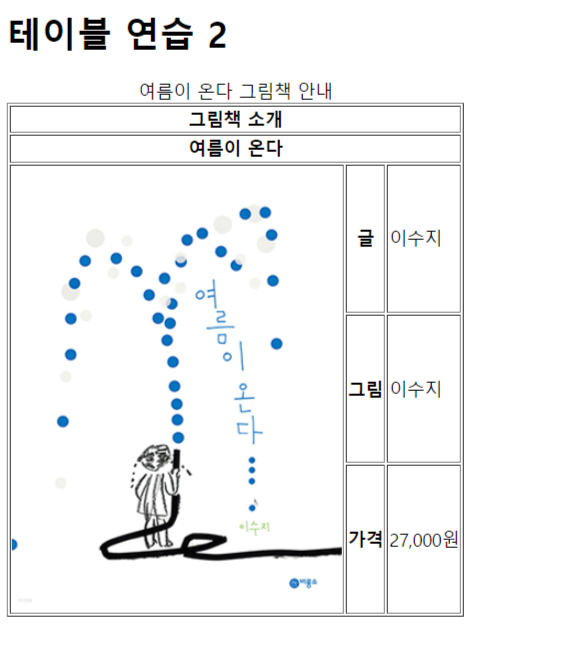 테이블 연습 2
여름이 온다 그림책 안내
그림책 소개
여름이 온다
여름이 온다
이수지
비룡소
글 이수지
그림 이수지
가격 27,000원